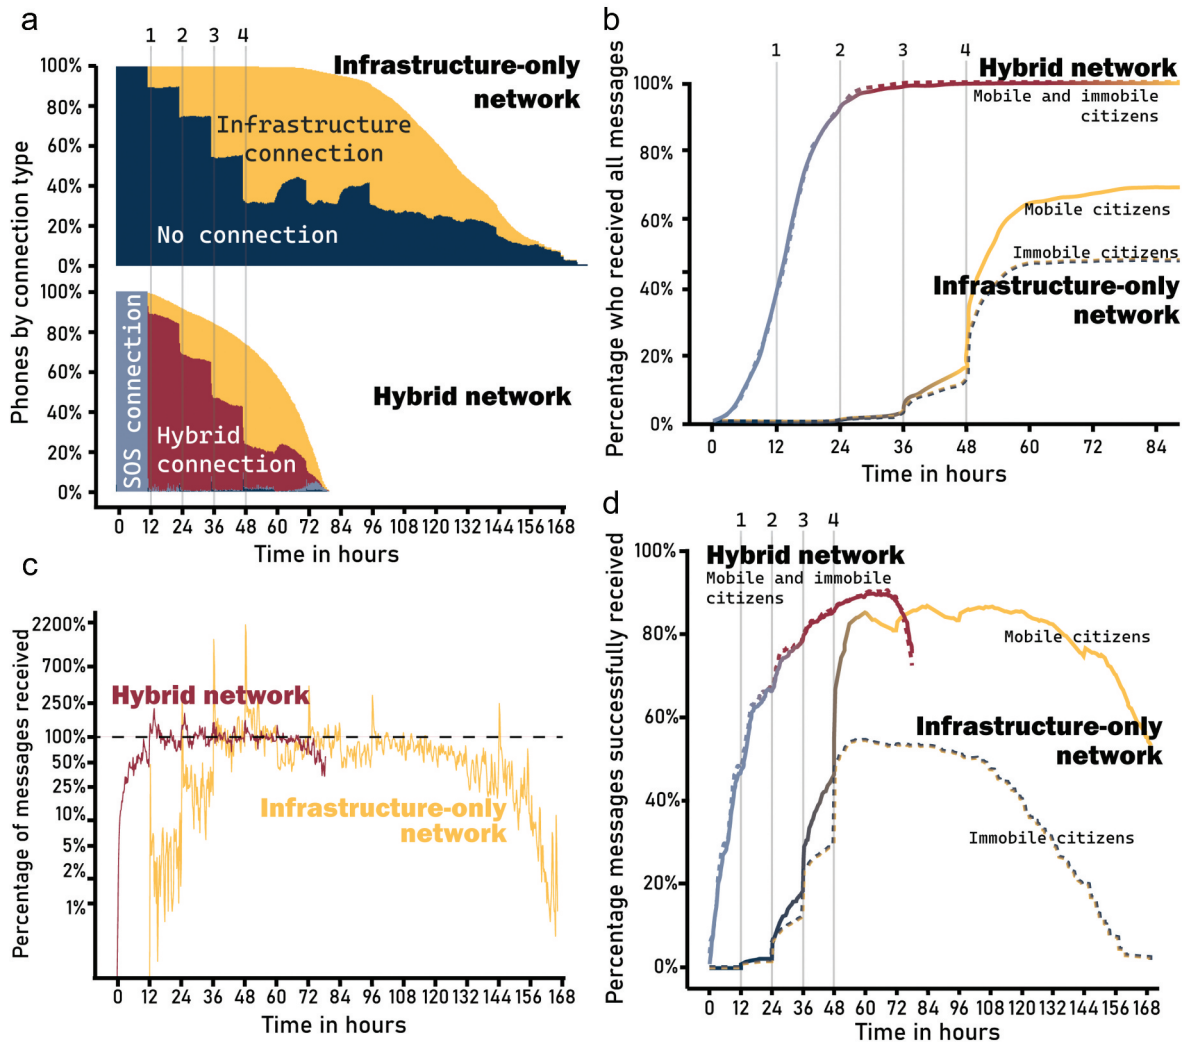 a
1 2 3 4
Infrastructure-only
network
100%
80%
60%
40%
20%
0%
Infrastructure
connection
No connection
Phones by connection type
100%
80%
60%
40%
20%
0%
SOS connection
Hybrid network
Hybrid
connection
0 12 24 36 48 60 72 84 96 108 120 132 144 156 168
Time in hours
b
1 2 3 4
Hybrid network
Mobile and immobile
citizens
100%
80%
60%
40%
20%
0%
Percentage who received all messages
Mobile citizens
Immobile citizens
Infrastructure-only
network
0 12 24 36 48 60 72 84
Time in hours
c
2200%
700%
250%
100%
50%
25%
10%
5%
2%
1%
Percentage of messages received
Hybrid network
Infrastructure-only
network
0 12 24 36 48 60 72 84 96 108 120 132 144 156 168
Time in hours
d
1 2 3 4
100%
80%
60%
40%
20%
0%
Percentage messages successfully received
Hybrid network
Mobile and immobile
citizens
Mobile citizens
Infrastructure-only
network
Immobile citizens
0 12 24 36 48 60 72 84 96 108 120 132 144 156 168
Time in hours